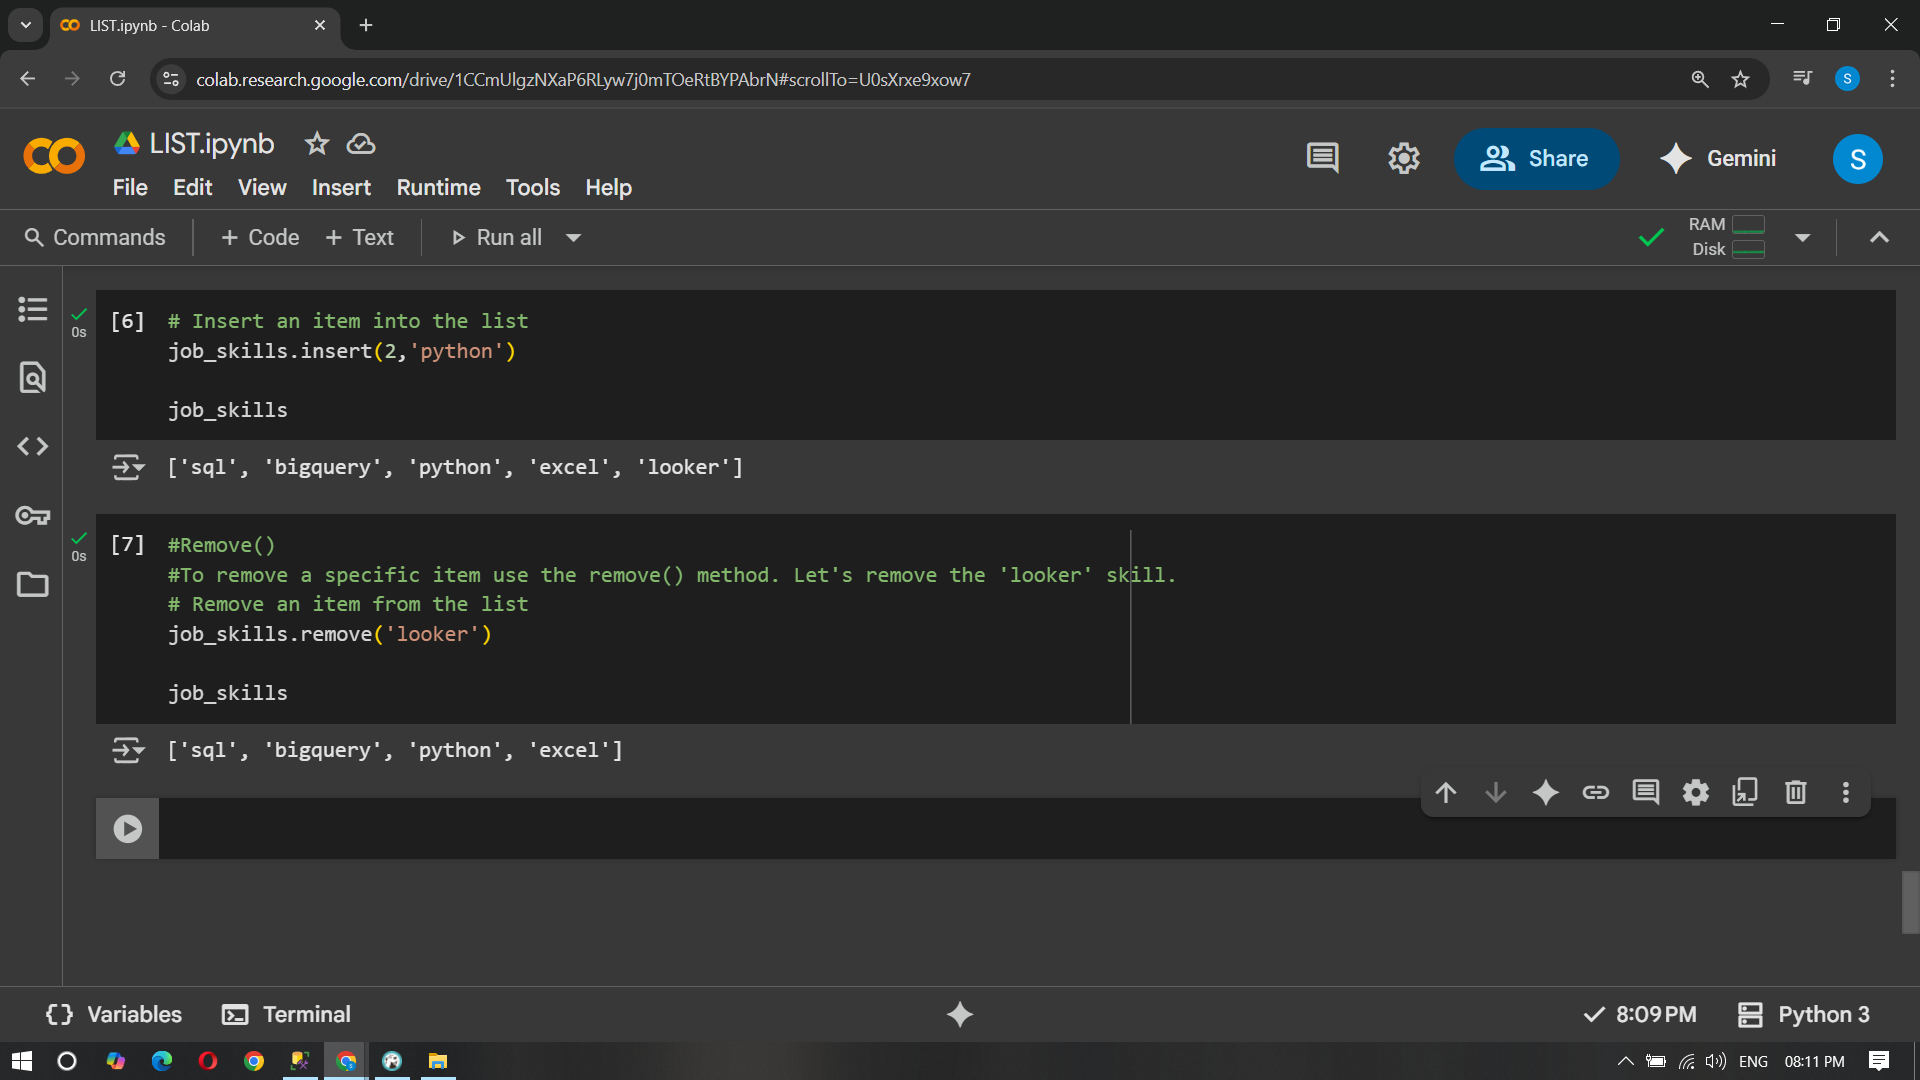 LIST.ipynb - Colab
colab.research.google.com/drive/1CCmUlgzNXaP6RLyw7j0mTOeRtBYPAbrN#scrollTo=U0sXrxe9xow7
S
LIST.ipynb
File Edit View Insert Runtime Tools Help
Share
Gemini
S
Commands + Code + Text Run all
RAM
Disk
0s
[6] # Insert an item into the list
job_skills.insert(2,'python')
job_skills
['sql', 'bigquery', 'python', 'excel', 'looker']
0s
[7] #Remove()
#To remove a specific item use the remove() method. Let's remove the 'looker' skill.
# Remove an item from the list
job_skills.remove('looker')
job_skills
['sql', 'bigquery', 'python', 'excel']
{} Variables Terminal
8:09 PM Python 3
ENG 08:11 PM